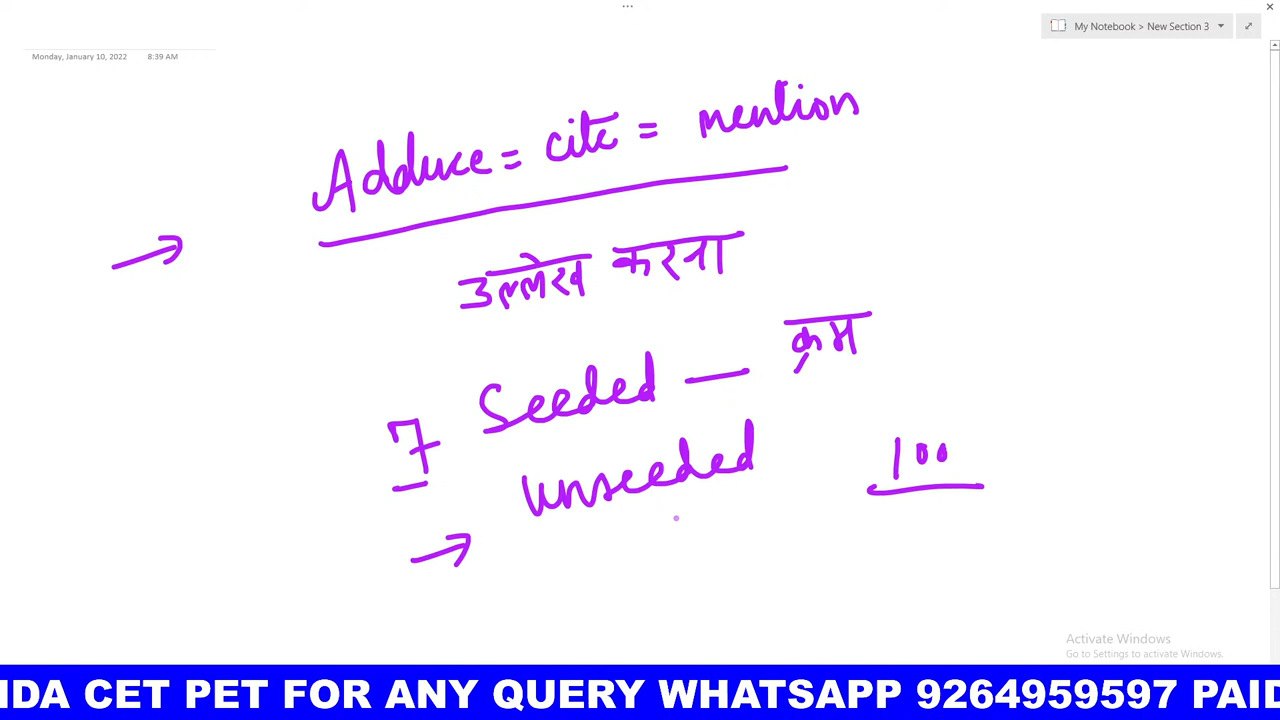 My Notebook > New Section 3
Monday, January 10, 2022 8:39 AM
Adduce = cite = mention
उल्लेख करना
Seeded — क्रम
7
unseeded
100
Activate Windows
Go to Settings to activate Windows.
NDA CET PET FOR ANY QUERY WHATSAPP 9264959597 PAID